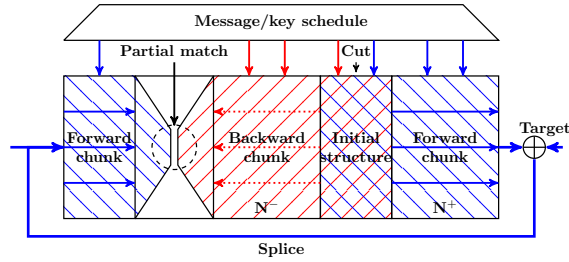 Message/key schedule
Partial match
Cut
Target
Forward
chunk
Backward
chunk
Initial
structure
Forward
chunk
N⁻
N⁺
Splice